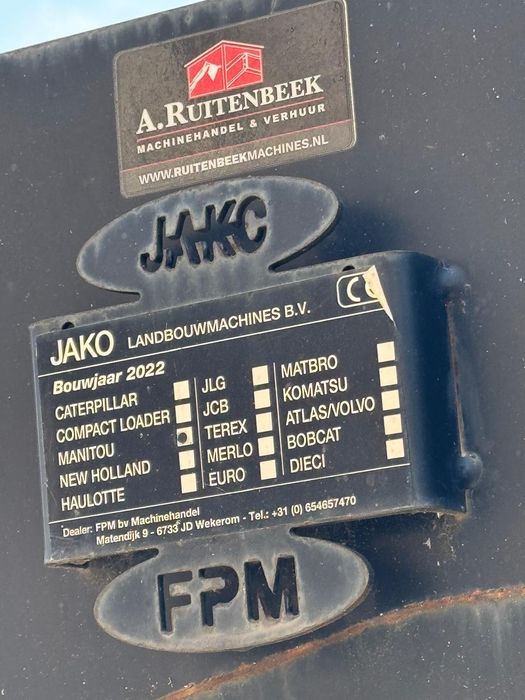 A.RUITENBEEK
MACHINEHANDEL & VERHUUR
WWW.RUITENBEEKMACHINES.NL
JAKO
JAKO LANDBOUWMACHINES B.V. CE
Bouwjaar 2022
CATERPILLAR JLG MATBRO
COMPACT LOADER JCB KOMATSU
MANITOU TEREX ATLAS/VOLVO
NEW HOLLAND MERLO BOBCAT
HAULOTTE EURO DIECI
Dealer: FPM bv Machinehandel
Matendijk 9 - 6733 JD Wekerom - Tel.: +31 (0) 654657470
FPM